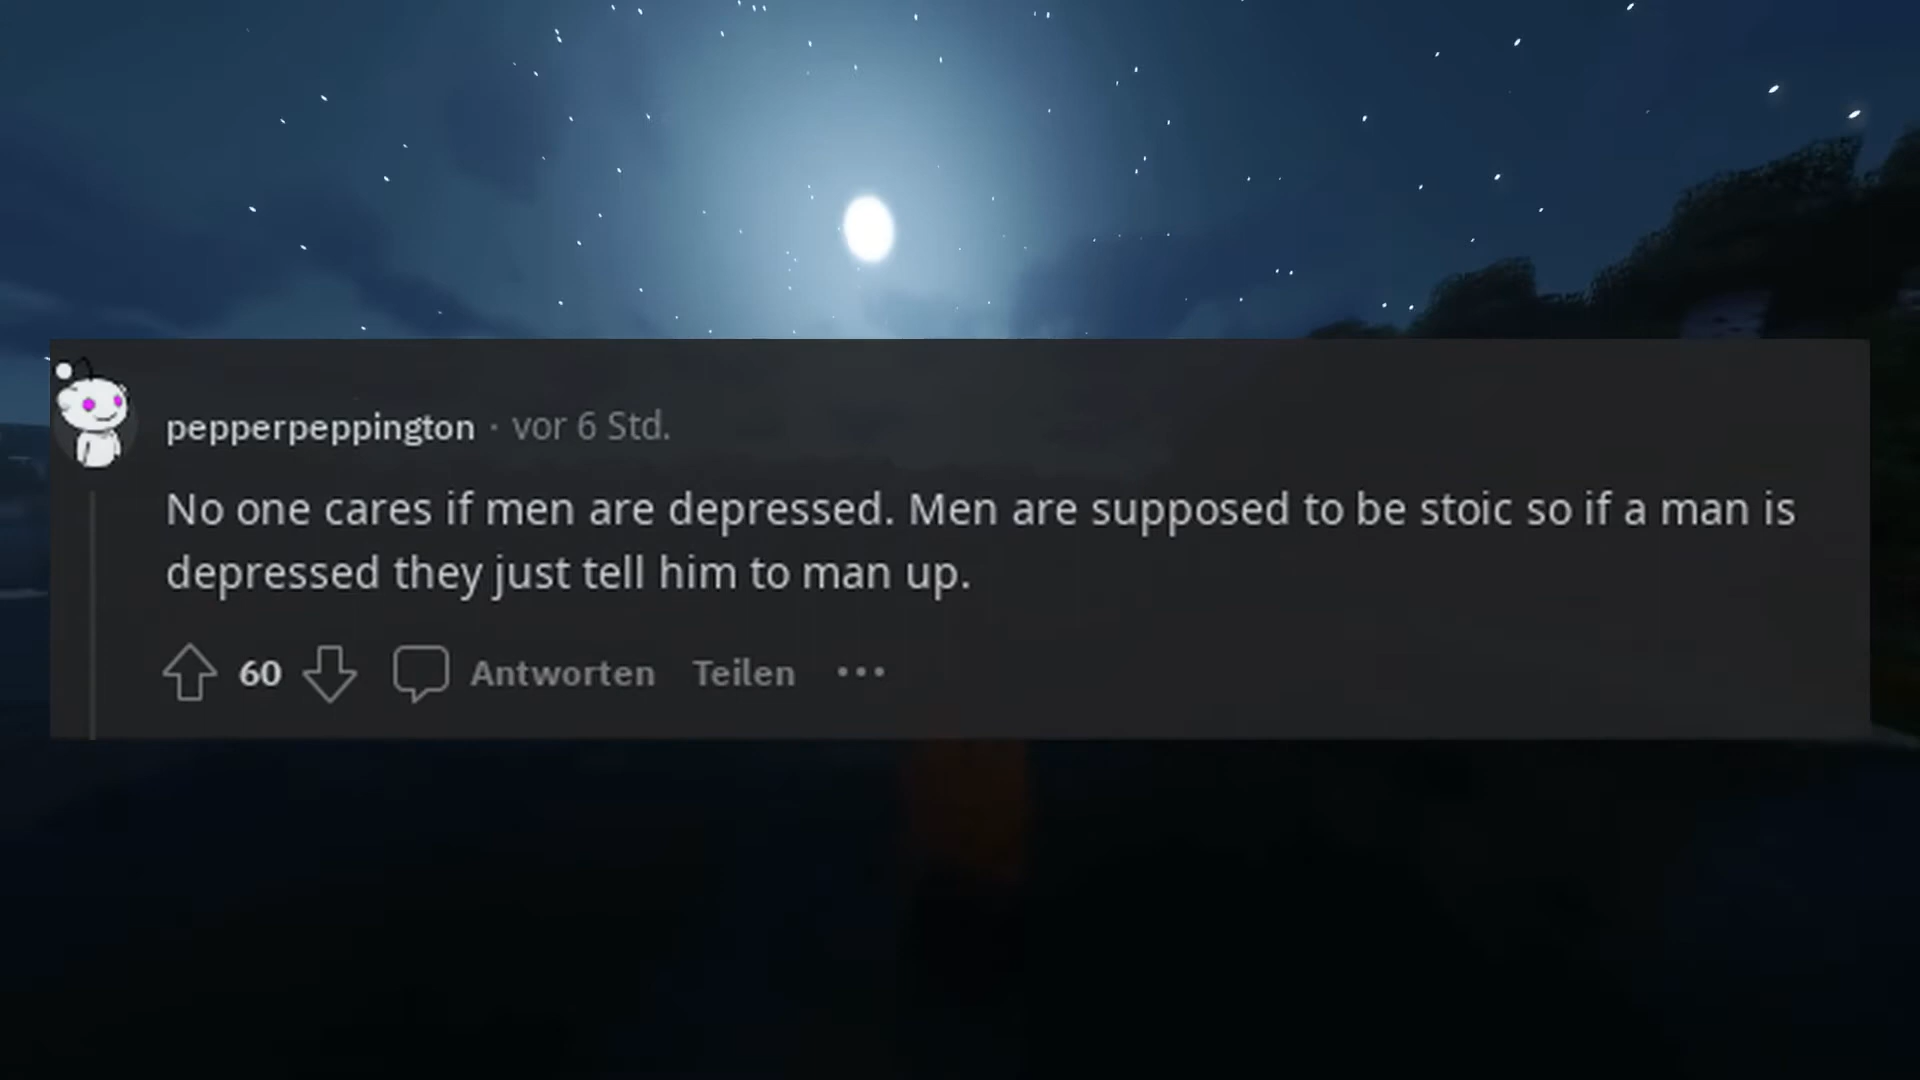 pepperpeppington · vor 6 Std.
No one cares if men are depressed. Men are supposed to be stoic so if a man is
depressed they just tell him to man up.
60 Antworten Teilen ...